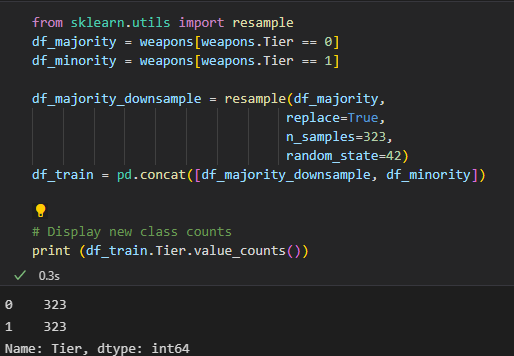 from sklearn.utils import resample
df_majority = weapons[weapons.Tier == 0]
df_minority = weapons[weapons.Tier == 1]
df_majority_downsample = resample(df_majority,
replace=True,
n_samples=323,
random_state=42)
df_train = pd.concat([df_majority_downsample, df_minority])
# Display new class counts
print (df_train.Tier.value_counts())
0.3s
0    323
1    323
Name: Tier, dtype: int64